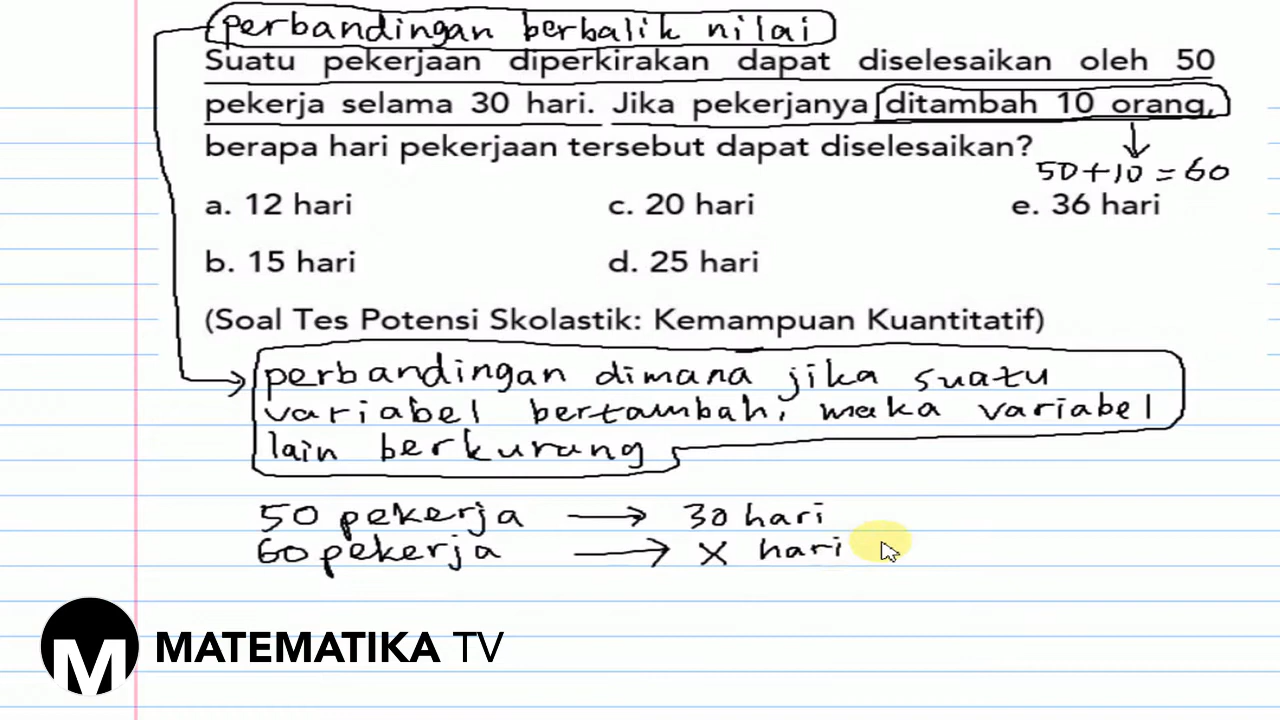 perbandingan berbalik nilai
Suatu pekerjaan diperkirakan dapat diselesaikan oleh 50
pekerja selama 30 hari. Jika pekerjanya ditambah 10 orang,
berapa hari pekerjaan tersebut dapat diselesaikan?
50+10=60
a. 12 hari c. 20 hari e. 36 hari
b. 15 hari d. 25 hari
(Soal Tes Potensi Skolastik: Kemampuan Kuantitatif)
perbandingan dimana jika suatu
variabel bertambah, maka variabel
lain berkurang
50 pekerja → 30 hari
60 pekerja → x hari
M MATEMATIKA TV